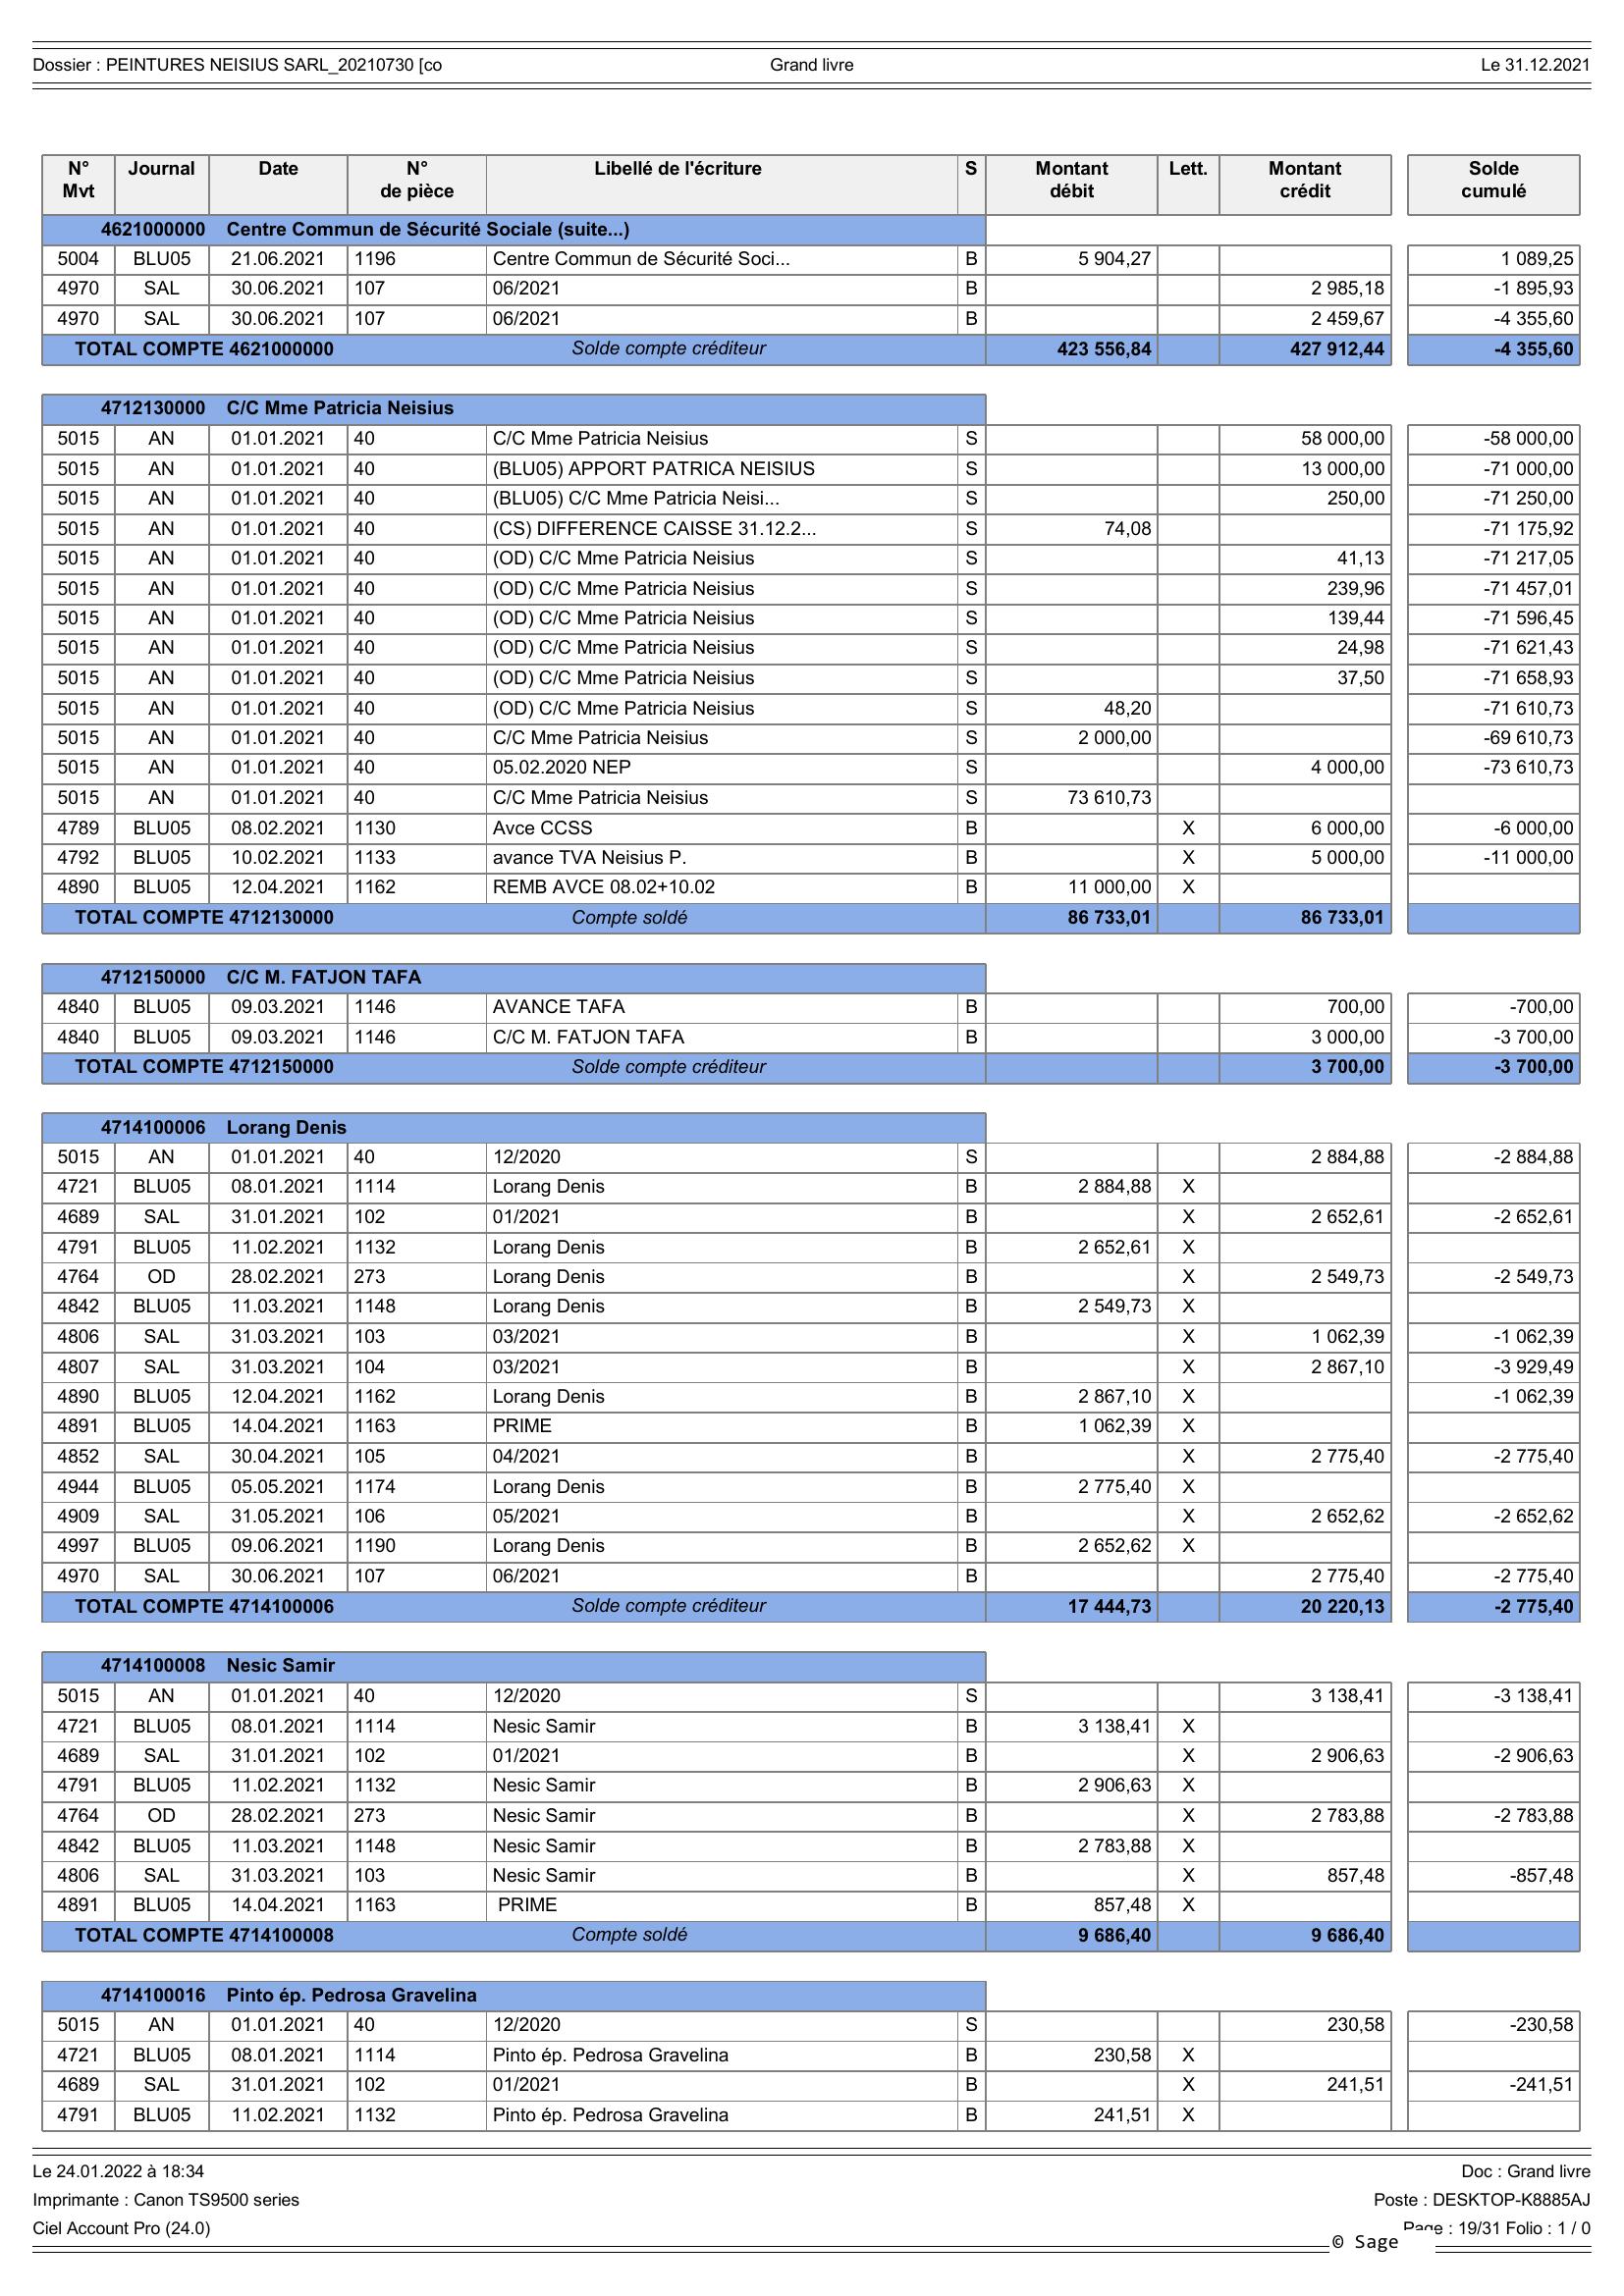 Dossier : PEINTURES NEISIUS SARL_20210730 [co Grand livre Le 31.12.2021
N° Mvt Journal Date N° de pièce Libellé de l'écriture S Montant débit Lett. Montant crédit Solde cumulé
4621000000 Centre Commun de Sécurité Sociale (suite...)
5004 BLU05 21.06.2021 1196 Centre Commun de Sécurité Soci... B 5 904,27 1 089,25
4970 SAL 30.06.2021 107 06/2021 B 2 985,18 -1 895,93
4970 SAL 30.06.2021 107 06/2021 B 2 459,67 -4 355,60
TOTAL COMPTE 4621000000 Solde compte créditeur 423 556,84 427 912,44 -4 355,60
4712130000 C/C Mme Patricia Neisius
5015 AN 01.01.2021 40 C/C Mme Patricia Neisius S 58 000,00 -58 000,00
5015 AN 01.01.2021 40 (BLU05) APPORT PATRICA NEISIUS S 13 000,00 -71 000,00
5015 AN 01.01.2021 40 (BLU05) C/C Mme Patricia Neisi... S 250,00 -71 250,00
5015 AN 01.01.2021 40 (CS) DIFFERENCE CAISSE 31.12.2... S 74,08 -71 175,92
5015 AN 01.01.2021 40 (OD) C/C Mme Patricia Neisius S 41,13 -71 217,05
5015 AN 01.01.2021 40 (OD) C/C Mme Patricia Neisius S 239,96 -71 457,01
5015 AN 01.01.2021 40 (OD) C/C Mme Patricia Neisius S 139,44 -71 596,45
5015 AN 01.01.2021 40 (OD) C/C Mme Patricia Neisius S 24,98 -71 621,43
5015 AN 01.01.2021 40 (OD) C/C Mme Patricia Neisius S 37,50 -71 658,93
5015 AN 01.01.2021 40 (OD) C/C Mme Patricia Neisius S 48,20 -71 610,73
5015 AN 01.01.2021 40 C/C Mme Patricia Neisius S 2 000,00 -69 610,73
5015 AN 01.01.2021 40 05.02.2020 NEP S 4 000,00 -73 610,73
5015 AN 01.01.2021 40 C/C Mme Patricia Neisius S 73 610,73
4789 BLU05 08.02.2021 1130 Avce CCSS B X 6 000,00 -6 000,00
4792 BLU05 10.02.2021 1133 avance TVA Neisius P. B X 5 000,00 -11 000,00
4890 BLU05 12.04.2021 1162 REMB AVCE 08.02+10.02 B 11 000,00 X
TOTAL COMPTE 4712130000 Compte soldé 86 733,01 86 733,01
4712150000 C/C M. FATJON TAFA
4840 BLU05 09.03.2021 1146 AVANCE TAFA B 700,00 -700,00
4840 BLU05 09.03.2021 1146 C/C M. FATJON TAFA B 3 000,00 -3 700,00
TOTAL COMPTE 4712150000 Solde compte créditeur 3 700,00 -3 700,00
4714100006 Lorang Denis
5015 AN 01.01.2021 40 12/2020 S 2 884,88 -2 884,88
4721 BLU05 08.01.2021 1114 Lorang Denis B 2 884,88 X
4689 SAL 31.01.2021 102 01/2021 B X 2 652,61 -2 652,61
4791 BLU05 11.02.2021 1132 Lorang Denis B 2 652,61 X
4764 OD 28.02.2021 273 Lorang Denis B X 2 549,73 -2 549,73
4842 BLU05 11.03.2021 1148 Lorang Denis B 2 549,73 X
4806 SAL 31.03.2021 103 03/2021 B X 1 062,39 -1 062,39
4807 SAL 31.03.2021 104 03/2021 B X 2 867,10 -3 929,49
4890 BLU05 12.04.2021 1162 Lorang Denis B 2 867,10 X -1 062,39
4891 BLU05 14.04.2021 1163 PRIME B 1 062,39 X
4852 SAL 30.04.2021 105 04/2021 B X 2 775,40 -2 775,40
4944 BLU05 05.05.2021 1174 Lorang Denis B 2 775,40 X
4909 SAL 31.05.2021 106 05/2021 B X 2 652,62 -2 652,62
4997 BLU05 09.06.2021 1190 Lorang Denis B 2 652,62 X
4970 SAL 30.06.2021 107 06/2021 B 2 775,40 -2 775,40
TOTAL COMPTE 4714100006 Solde compte créditeur 17 444,73 20 220,13 -2 775,40
4714100008 Nesic Samir
5015 AN 01.01.2021 40 12/2020 S 3 138,41 -3 138,41
4721 BLU05 08.01.2021 1114 Nesic Samir B 3 138,41 X
4689 SAL 31.01.2021 102 01/2021 B X 2 906,63 -2 906,63
4791 BLU05 11.02.2021 1132 Nesic Samir B 2 906,63 X
4764 OD 28.02.2021 273 Nesic Samir B X 2 783,88 -2 783,88
4842 BLU05 11.03.2021 1148 Nesic Samir B 2 783,88 X
4806 SAL 31.03.2021 103 Nesic Samir B X 857,48 -857,48
4891 BLU05 14.04.2021 1163 PRIME B 857,48 X
TOTAL COMPTE 4714100008 Compte soldé 9 686,40 9 686,40
4714100016 Pinto ép. Pedrosa Gravelina
5015 AN 01.01.2021 40 12/2020 S 230,58 -230,58
4721 BLU05 08.01.2021 1114 Pinto ép. Pedrosa Gravelina B 230,58 X
4689 SAL 31.01.2021 102 01/2021 B X 241,51 -241,51
4791 BLU05 11.02.2021 1132 Pinto ép. Pedrosa Gravelina B 241,51 X
Le 24.01.2022 à 18:34 Doc : Grand livre
Imprimante : Canon TS9500 series Poste : DESKTOP-K8885AJ
Ciel Account Pro (24.0) Page : 19/31 Folio : 1 / 0
© Sage